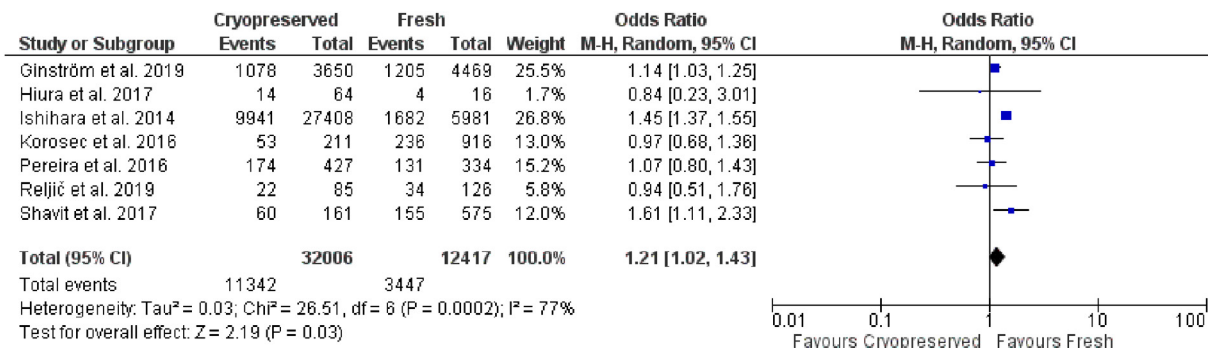 Cryopreserved Fresh Odds Ratio Odds Ratio
Study or Subgroup Events Total Events Total Weight M-H, Random, 95% CI M-H, Random, 95% CI
Ginström et al. 2019 1078 3650 1205 4469 25.5% 1.14 [1.03, 1.25]
Hiura et al. 2017 14 64 4 16 1.7% 0.84 [0.23, 3.01]
Ishihara et al. 2014 9941 27408 1682 5981 26.8% 1.45 [1.37, 1.55]
Korosec et al. 2016 53 211 236 916 13.0% 0.97 [0.68, 1.36]
Pereira et al. 2016 174 427 131 334 15.2% 1.07 [0.80, 1.43]
Reljič et al. 2019 22 85 34 126 5.8% 0.94 [0.51, 1.76]
Shavit et al. 2017 60 161 155 575 12.0% 1.61 [1.11, 2.33]
Total (95% CI) 32006 12417 100.0% 1.21 [1.02, 1.43]
Total events 11342 3447
Heterogeneity: Tau² = 0.03; Chi² = 26.51, df = 6 (P = 0.0002); I² = 77%
Test for overall effect: Z = 2.19 (P = 0.03)
0.01 0.1 1 10 100
Favours Cryopreserved Favours Fresh